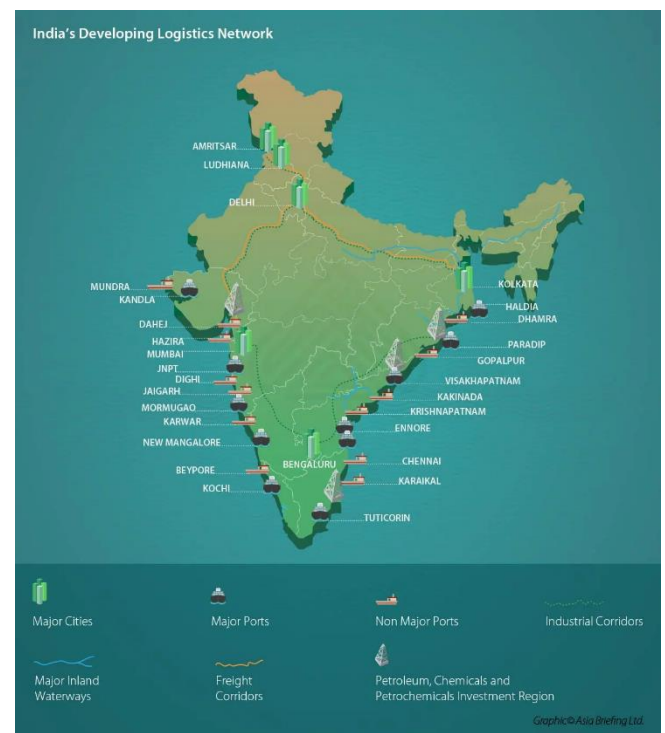 India's Developing Logistics Network
AMRITSAR
LUDHIANA
DELHI
MUNDRA
KANDLA
KOLKATA
HALDIA
DHAMRA
DAHEJ
HAZIRA
PARADIP
MUMBAI
GOPALPUR
JNPT
DIGHI
VISAKHAPATNAM
JAIGARH
KAKINADA
MORMUGAO
KRISHNAPATNAM
KARWAR
ENNORE
NEW MANGALORE
CHENNAI
BENGALURU
BEYPORE
KARAIKAL
KOCHI
TUTICORIN
Major Cities
Major Ports
Non Major Ports
Industrial Corridors
Major Inland
Waterways
Freight
Corridors
Petroleum, Chemicals and
Petrochemicals Investment Region
Graphic© Asia Briefing Ltd.